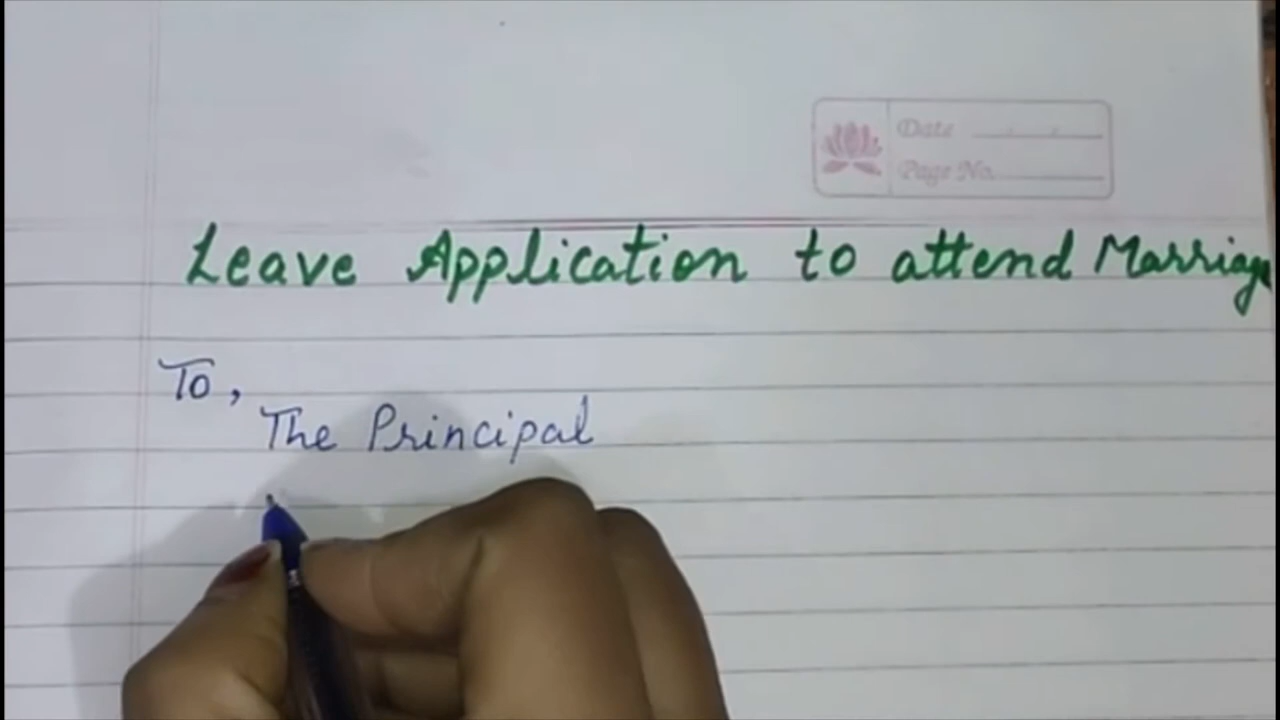 Date
Page No.
Leave Application to attend Marriage
To,
The Principal